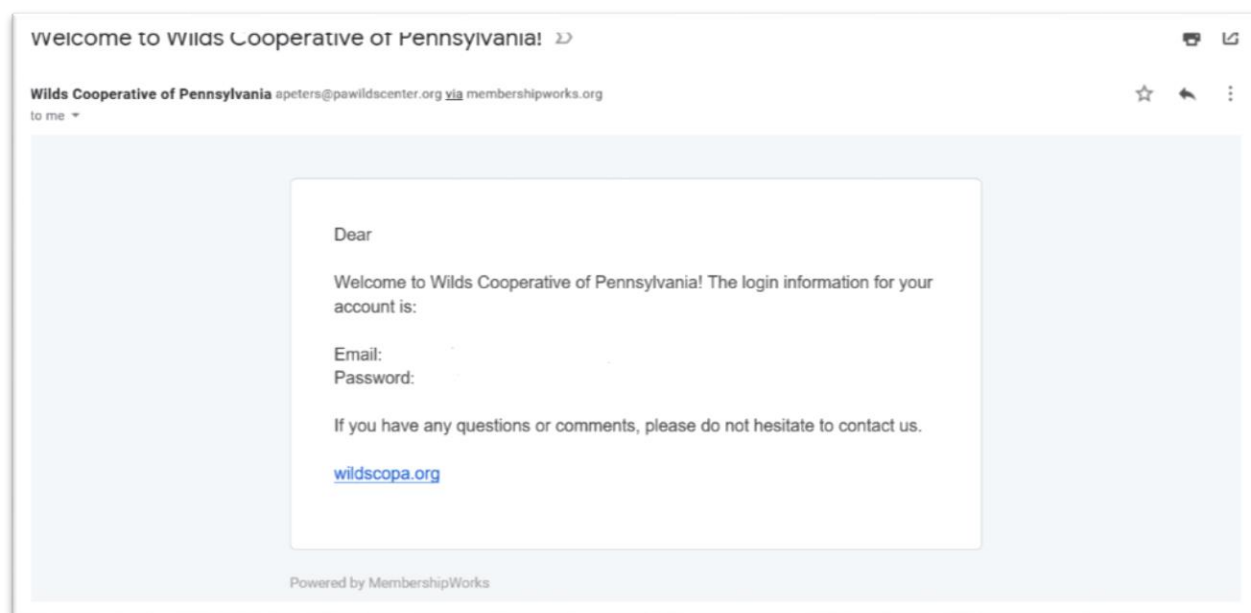 Welcome to Wilds Cooperative of Pennsylvania!
Wilds Cooperative of Pennsylvania apeters@pawildscenter.org via membershipworks.org
to me
Dear
Welcome to Wilds Cooperative of Pennsylvania! The login information for your
account is:
Email:
Password:
If you have any questions or comments, please do not hesitate to contact us.
wildscopa.org
Powered by MembershipWorks